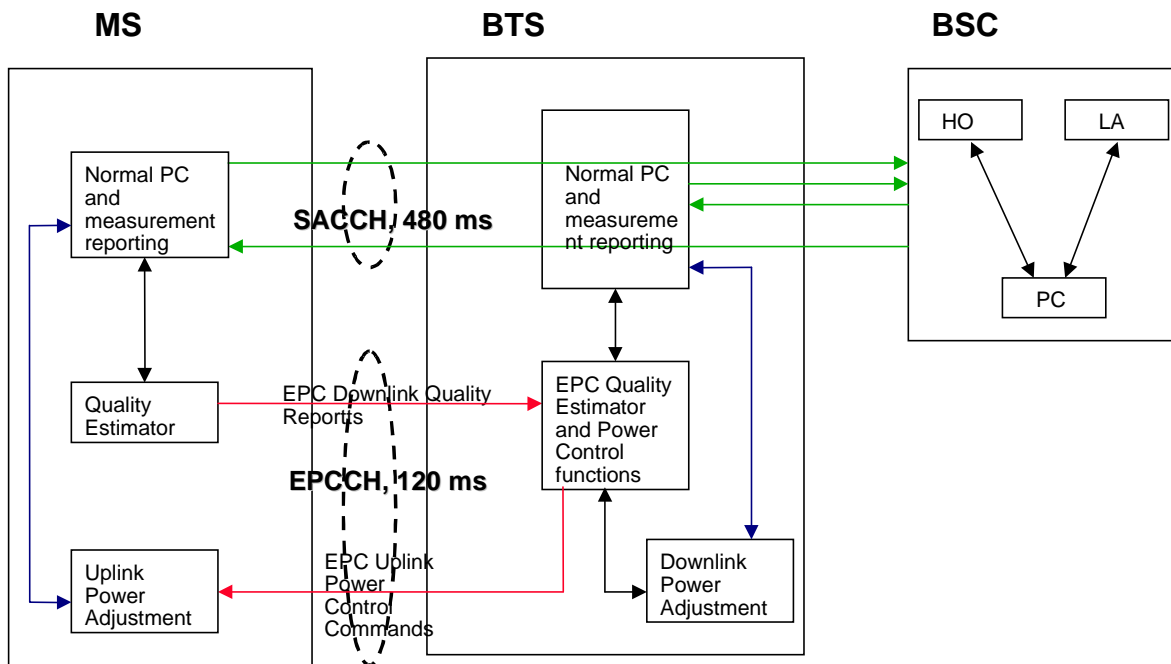 MS
BTS
BSC
HO
LA
Normal PC
and
measurement
reporting
Normal PC
and
measureme
nt reporting
SACCH, 480 ms
PC
Quality
Estimator
EPC Downlink Quality
Reportts
EPC Quality
Estimator
and Power
Control
functions
EPCCH, 120 ms
Uplink
Power
Adjustment
EPC Uplink
Power
Control
Commands
Downlink
Power
Adjustment